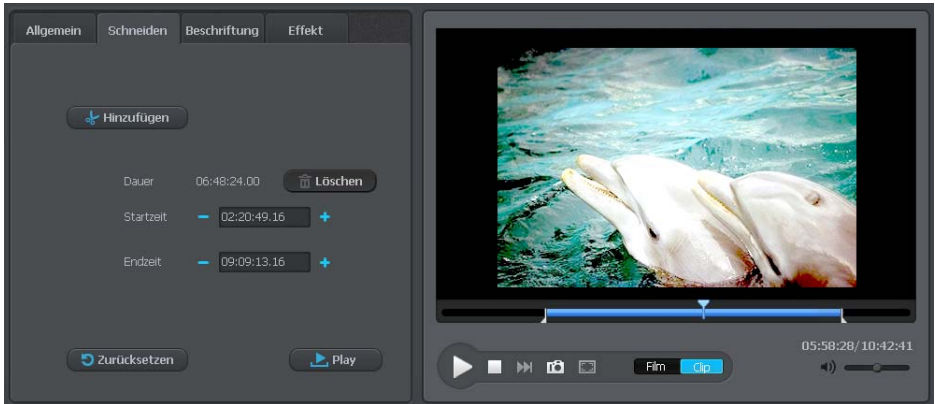 Allgemein Schneiden Beschriftung Effekt
Hinzufügen
Dauer 06:48:24.00 Löschen
Startzeit − 02:20:49.16 +
Endzeit − 09:09:13.16 +
Zurücksetzen Play
05:58:28/10:42:41
Film Clip